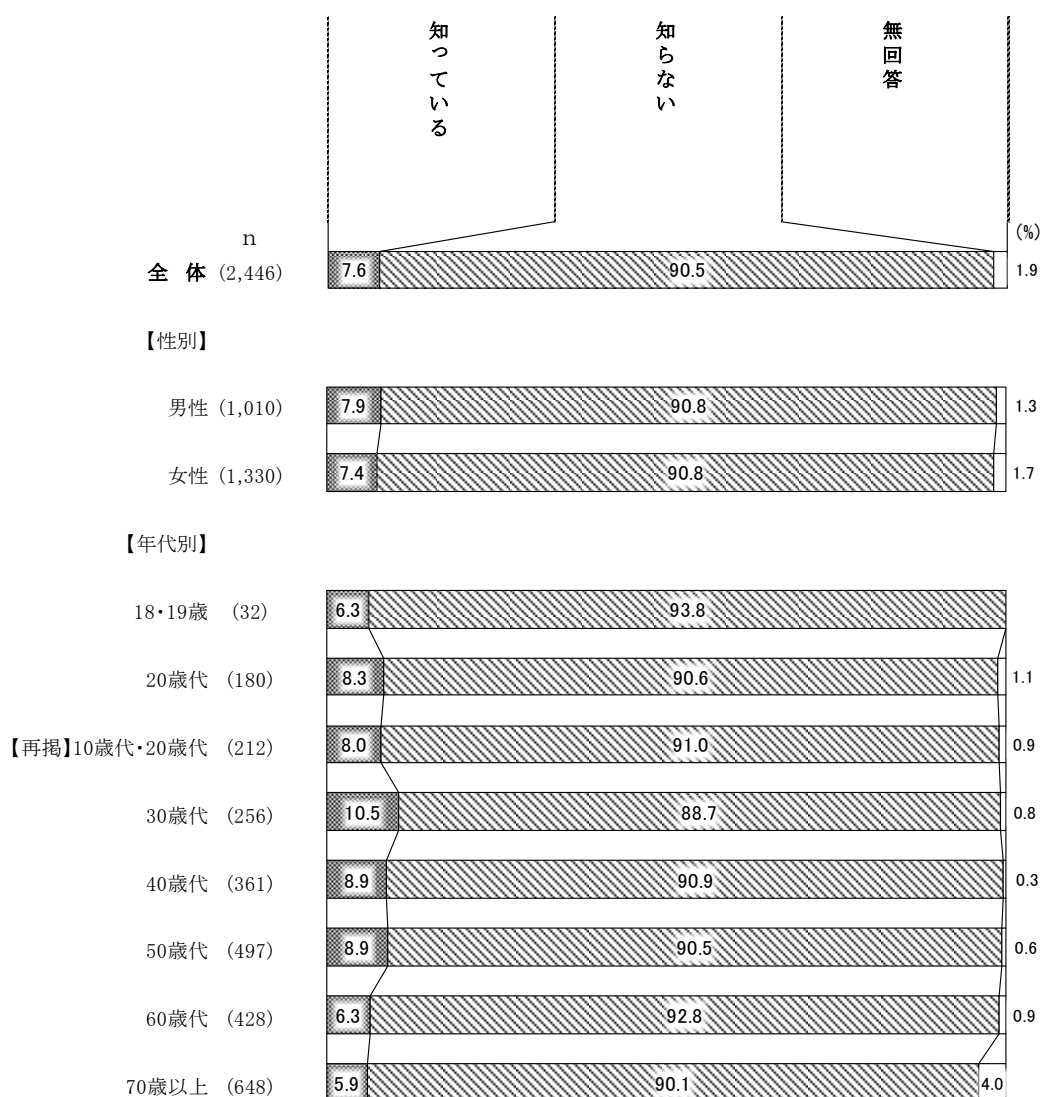 知っている
知らない
無回答
n
(%)
全 体 (2,446) 7.6 90.5 1.9
【性別】
男性 (1,010) 7.9 90.8 1.3
女性 (1,330) 7.4 90.8 1.7
【年代別】
18・19歳 (32) 6.3 93.8
20歳代 (180) 8.3 90.6 1.1
【再掲】10歳代・20歳代 (212) 8.0 91.0 0.9
30歳代 (256) 10.5 88.7 0.8
40歳代 (361) 8.9 90.9 0.3
50歳代 (497) 8.9 90.5 0.6
60歳代 (428) 6.3 92.8 0.9
70歳以上 (648) 5.9 90.1 4.0